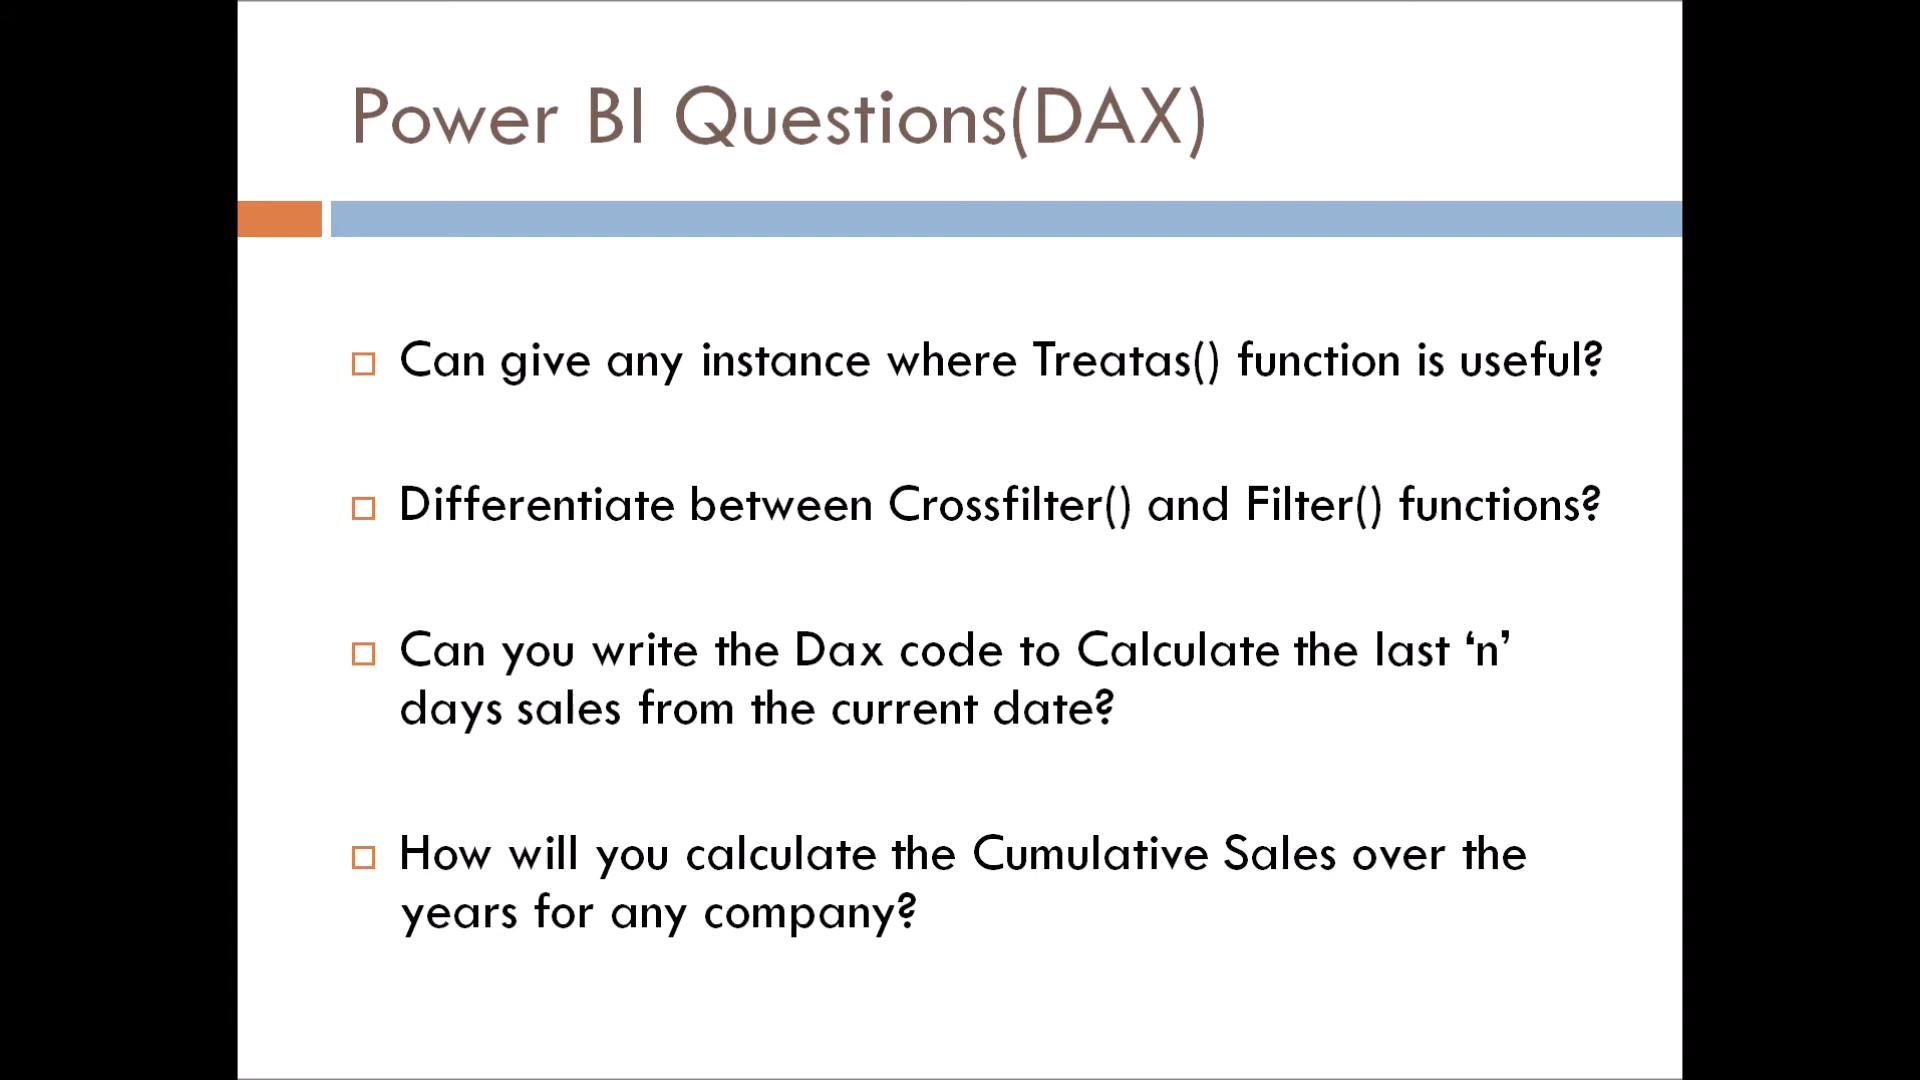 Power BI Questions(DAX)
Can give any instance where Treatas() function is useful?
Differentiate between Crossfilter() and Filter() functions?
Can you write the Dax code to Calculate the last ‘n’
days sales from the current date?
How will you calculate the Cumulative Sales over the
years for any company?